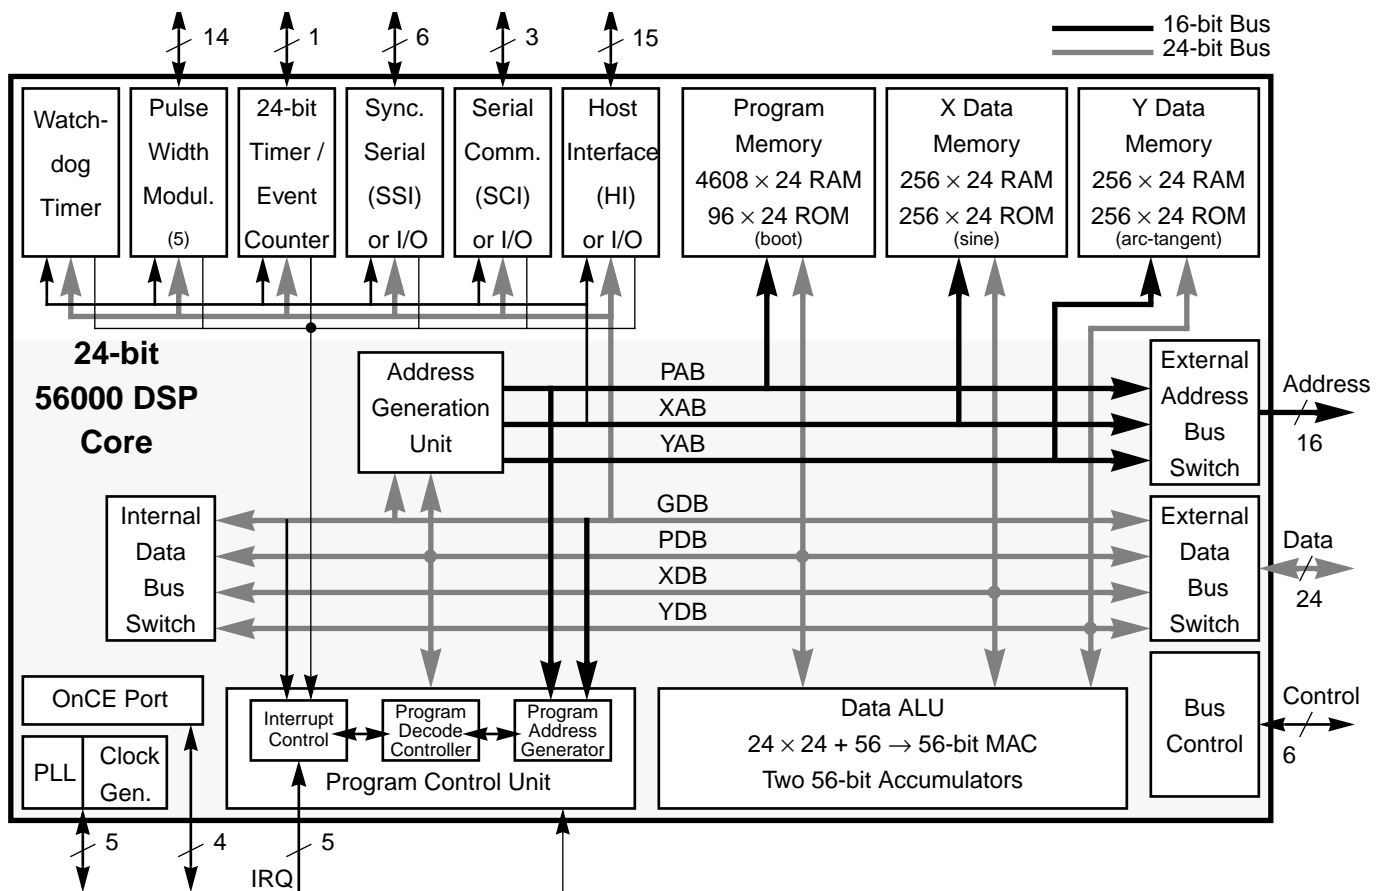 14
1
6
3
15
16-bit Bus
24-bit Bus
Watch-
dog
Timer
Pulse
Width
Modul.
(5)
24-bit
Timer /
Event
Counter
Sync.
Serial
(SSI)
or I/O
Serial
Comm.
(SCI)
or I/O
Host
Interface
(HI)
or I/O
Program
Memory
4608 × 24 RAM
96 × 24 ROM
(boot)
X Data
Memory
256 × 24 RAM
256 × 24 ROM
(sine)
Y Data
Memory
256 × 24 RAM
256 × 24 ROM
(arc-tangent)
24-bit
56000 DSP
Core
Address
Generation
Unit
PAB
XAB
YAB
External
Address
Bus
Switch
Address
16
Internal
Data
Bus
Switch
GDB
PDB
XDB
YDB
External
Data
Bus
Switch
Data
24
OnCE Port
PLL
Clock
Gen.
Interrupt
Control
Program
Decode
Controller
Program
Address
Generator
Program Control Unit
Data ALU
24 × 24 + 56 → 56-bit MAC
Two 56-bit Accumulators
Bus
Control
Control
6
5
4
5
IRQ